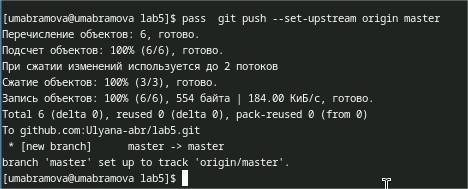 [umabramova@umabramova lab5]$ pass  git push --set-upstream origin master
Перечисление объектов: 6, готово.
Подсчет объектов: 100% (6/6), готово.
При сжатии изменений используется до 2 потоков
Сжатие объектов: 100% (3/3), готово.
Запись объектов: 100% (6/6), 554 байта | 184.00 КиБ/с, готово.
Total 6 (delta 0), reused 0 (delta 0), pack-reused 0 (from 0)
To github.com:Ulyana-abr/lab5.git
 * [new branch]      master -> master
branch 'master' set up to track 'origin/master'.
[umabramova@umabramova lab5]$